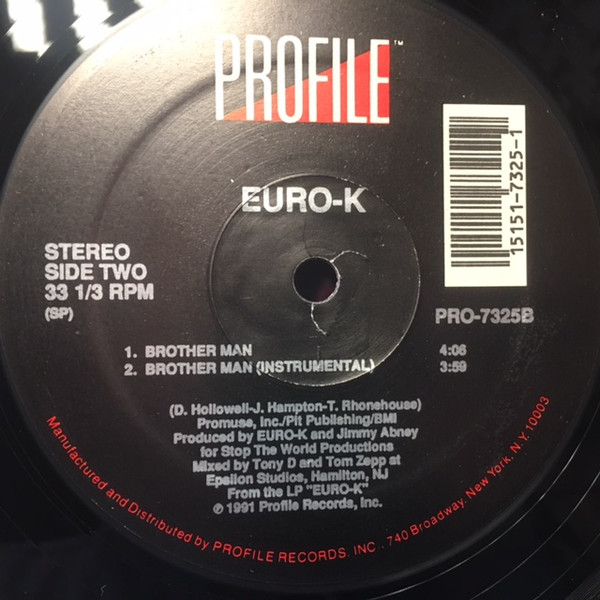 PROFILE™
EURO-K
STEREO
SIDE TWO
33 1/3 RPM
(SP)
15151-7325-1
PRO-7325B
1. BROTHER MAN 4:06
2. BROTHER MAN (INSTRUMENTAL) 3:59
(D. Hollowell-J. Hampton-T. Rhonehouse)
Promuse, Inc./Pit Publishing/BMI
Produced by EURO-K and Jimmy Abney
for Stop The World Productions
Mixed by Tony D and Tom Zepp at
Epsilon Studios, Hamilton, NJ
From the LP "EURO-K"
℗ 1991 Profile Records, Inc.
Manufactured and Distributed by PROFILE RECORDS, INC., 740 Broadway, New York, N.Y. 10003